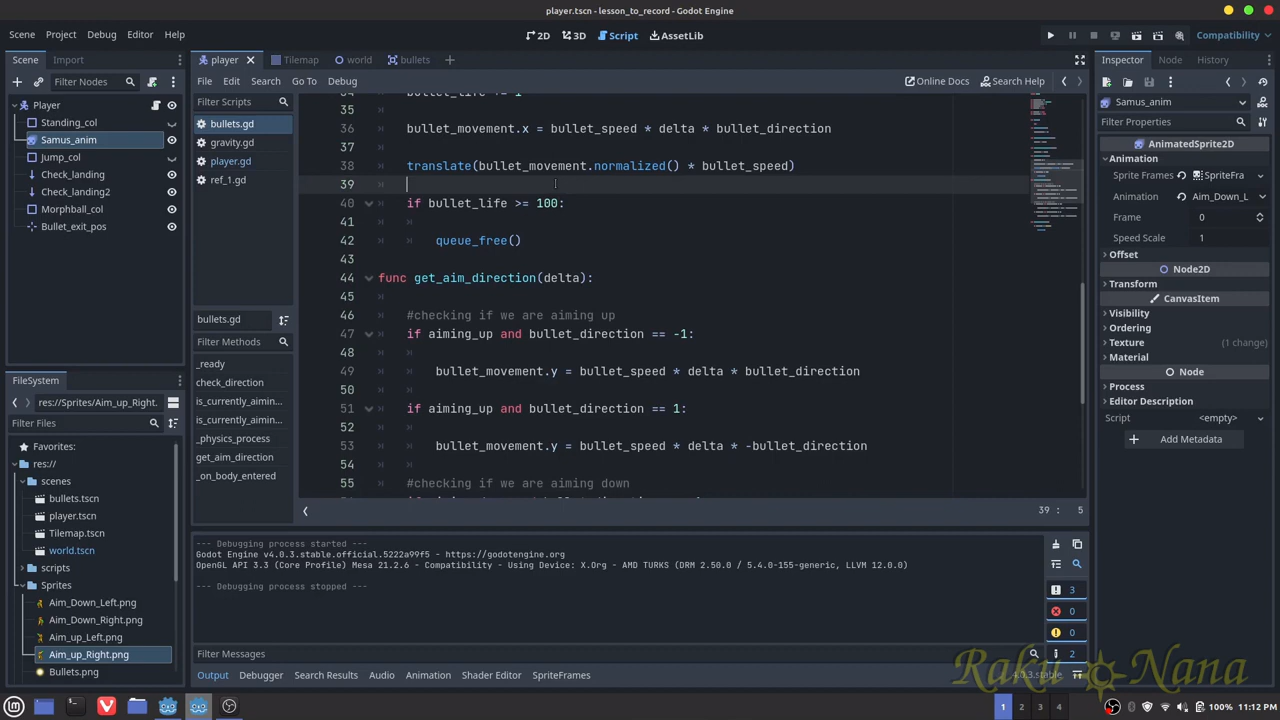 player.tscn - lesson_to_record - Godot Engine
Scene Project Debug Editor Help
2D 3D Script AssetLib
Compatibility
Scene Import
Filter Nodes
Player
Standing_col
Samus_anim
Jump_col
Check_landing
Check_landing2
Morphball_col
Bullet_exit_pos
FileSystem
res://Sprites/Aim_up_Right.
Filter Files
Favorites:
res://
scenes
bullets.tscn
player.tscn
Tilemap.tscn
world.tscn
scripts
Sprites
Aim_Down_Left.png
Aim_Down_Right.png
Aim_up_Left.png
Aim_up_Right.png
Bullets.png
player Tilemap world bullets
File Edit Search Go To Debug
Online Docs Search Help
Filter Scripts
bullets.gd
gravity.gd
player.gd
ref_1.gd
bullets.gd
Filter Methods
_ready
check_direction
is_currently_aimin...
is_currently_aimin...
_physics_process
get_aim_direction
_on_body_entered
34 bullet_life += 1
35
36 bullet_movement.x = bullet_speed * delta * bullet_direction
37
38 translate(bullet_movement.normalized() * bullet_speed)
39
40 if bullet_life >= 100:
41
42 queue_free()
43
44 func get_aim_direction(delta):
45
46 #checking if we are aiming up
47 if aiming_up and bullet_direction == -1:
48
49 bullet_movement.y = bullet_speed * delta * bullet_direction
50
51 if aiming_up and bullet_direction == 1:
52
53 bullet_movement.y = bullet_speed * delta * -bullet_direction
54
55 #checking if we are aiming down
39 : 5
--- Debugging process started ---
Godot Engine v4.0.3.stable.official.5222a99f5 - https://godotengine.org
OpenGL API 3.3 (Core Profile) Mesa 21.2.6 - Compatibility - Using Device: X.Org - AMD TURKS (DRM 2.50.0 / 5.4.0-155-generic, LLVM 12.0.0)
--- Debugging process stopped ---
3
0
0
2
Filter Messages
Output Debugger Search Results Audio Animation Shader Editor SpriteFrames
4.0.3.stable
Inspector Node History
Samus_anim
Filter Properties
AnimatedSprite2D
Animation
Sprite Frames SpriteFra
Animation Aim_Down_L
Frame 0
Speed Scale 1
Offset
Node2D
Transform
CanvasItem
Visibility
Ordering
Texture (1 change)
Material
Node
Process
Editor Description
Script <empty>
Add Metadata
Raku Nana
1 2 3 4
100% 11:12 PM